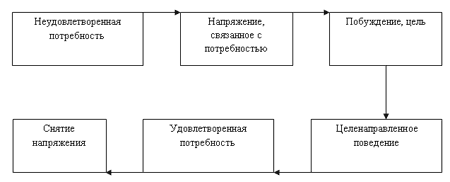 Неудовлетворенная
потребность
Напряжение,
связанное с
потребностью
Побуждение, цель
Целенаправленное
поведение
Удовлетворенная
потребность
Снятие
напряжения